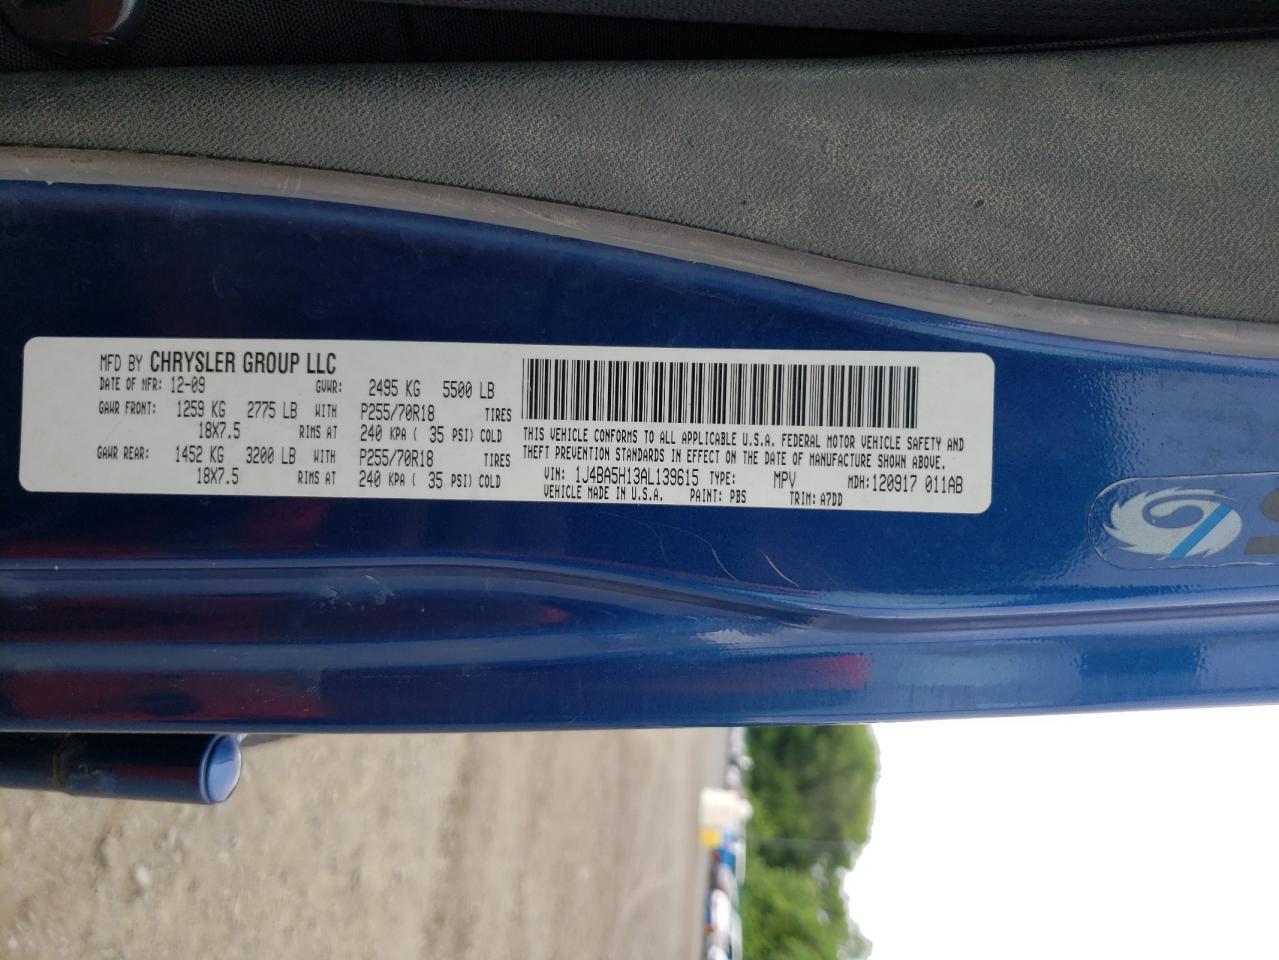 MFD BY CHRYSLER GROUP LLC
DATE OF MFR: 12-09 GVWR: 2495 KG 5500 LB
GAWR FRONT: 1259 KG 2775 LB WITH P255/70R18 TIRES
18X7.5 RIMS AT 240 KPA ( 35 PSI) COLD
GAWR REAR: 1452 KG 3200 LB WITH P255/70R18 TIRES
18X7.5 RIMS AT 240 KPA ( 35 PSI) COLD
THIS VEHICLE CONFORMS TO ALL APPLICABLE U.S.A. FEDERAL MOTOR VEHICLE SAFETY AND
THEFT PREVENTION STANDARDS IN EFFECT ON THE DATE OF MANUFACTURE SHOWN ABOVE.
VIN: 1J4BA5H13AL139615 TYPE: MPV MDH: 120917 011AB
VEHICLE MADE IN U.S.A. PAINT: PBS TRIM: A7DD